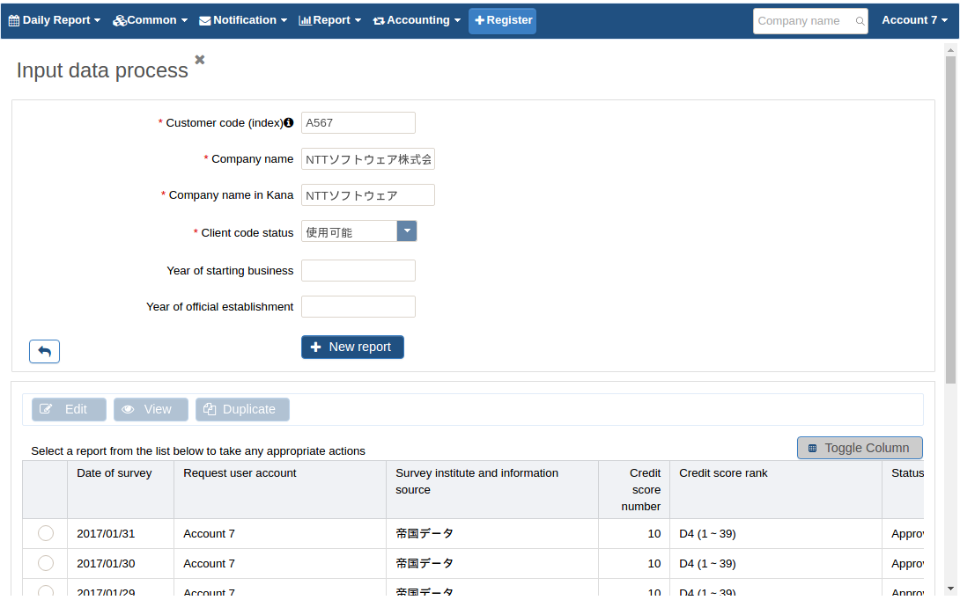 Daily Report Common Notification Report Accounting Register Company name Account 7
Input data process
* Customer code (index) A567
* Company name NTTソフトウェア株式会
* Company name in Kana NTTソフトウェア
* Client code status 使用可能
Year of starting business
Year of official establishment
New report
Edit View Duplicate
Select a report from the list below to take any appropriate actions Toggle Column
Date of survey Request user account Survey institute and information source Credit score number Credit score rank Status
2017/01/31 Account 7 帝国データ 10 D4 (1 ~ 39) Approv
2017/01/30 Account 7 帝国データ 10 D4 (1 ~ 39) Approv
2017/01/29 Account 7 帝国データ 10 D4 (1 ~ 39) Approv